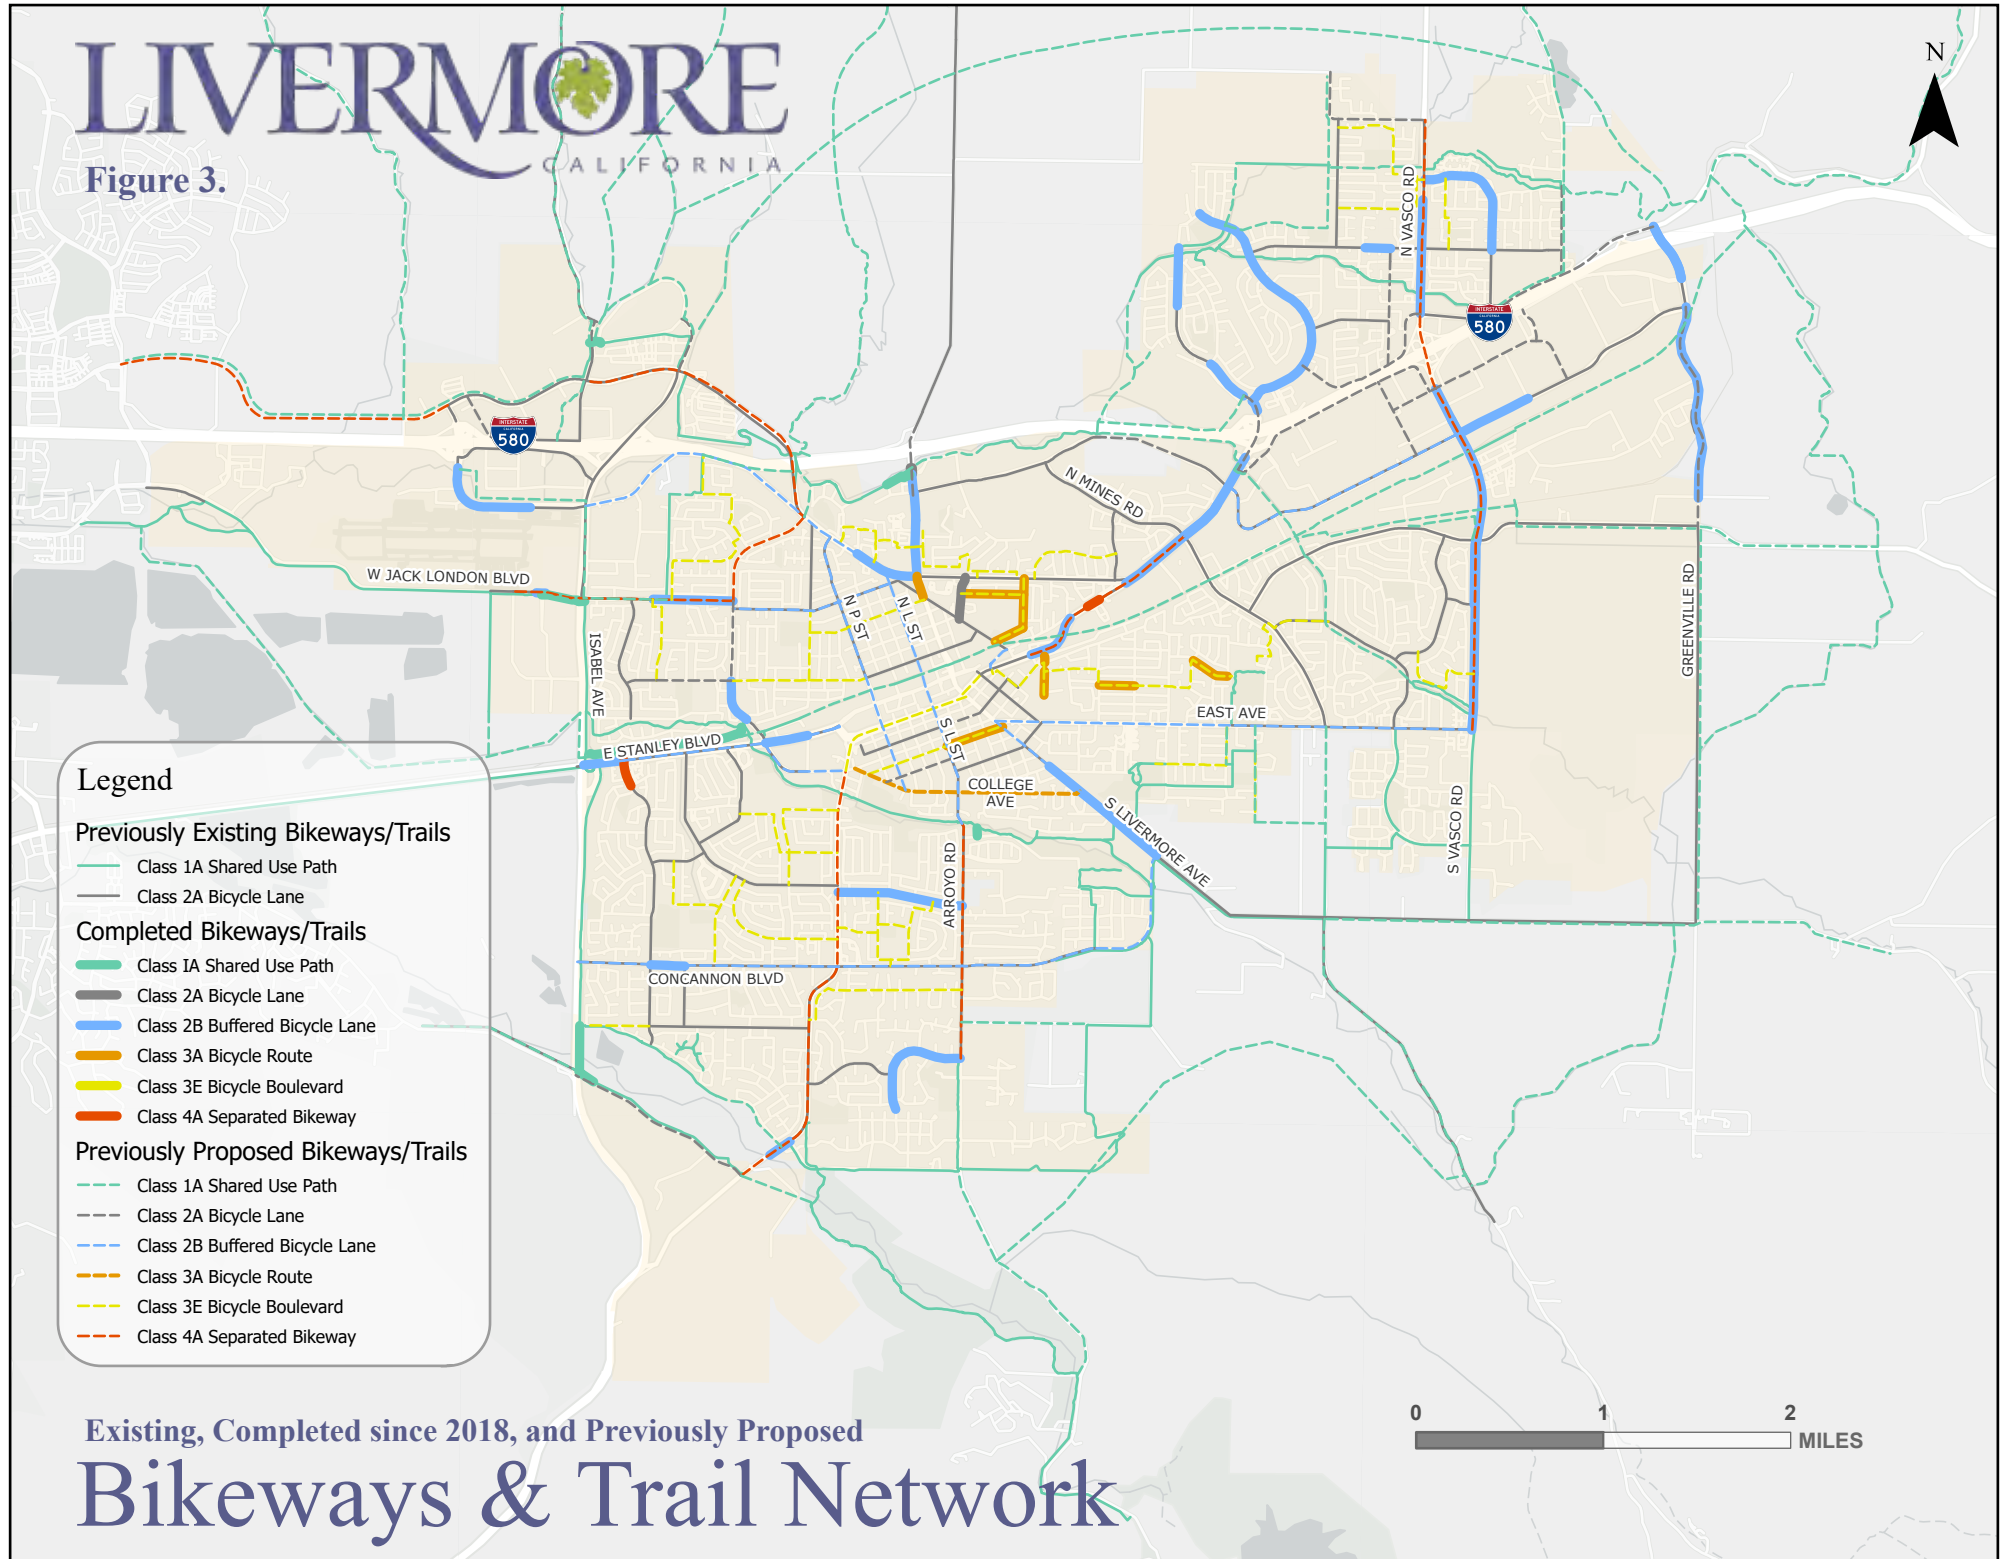 LIVERMORE
CALIFORNIA
Figure 3.
N
N VASCO RD
INTERSTATE
CALIFORNIA
580
INTERSTATE
CALIFORNIA
580
N MINES RD
W JACK LONDON BLVD
N P ST
N L ST
ISABEL AVE
GREENVILLE RD
EAST AVE
S L ST
E STANLEY BLVD
COLLEGE
AVE
S LIVERMORE AVE
S VASCO RD
ARROYO RD
CONCANNON BLVD
Legend
Previously Existing Bikeways/Trails
Class 1A Shared Use Path
Class 2A Bicycle Lane
Completed Bikeways/Trails
Class IA Shared Use Path
Class 2A Bicycle Lane
Class 2B Buffered Bicycle Lane
Class 3A Bicycle Route
Class 3E Bicycle Boulevard
Class 4A Separated Bikeway
Previously Proposed Bikeways/Trails
Class 1A Shared Use Path
Class 2A Bicycle Lane
Class 2B Buffered Bicycle Lane
Class 3A Bicycle Route
Class 3E Bicycle Boulevard
Class 4A Separated Bikeway
0 1 2
MILES
Existing, Completed since 2018, and Previously Proposed
Bikeways & Trail Network